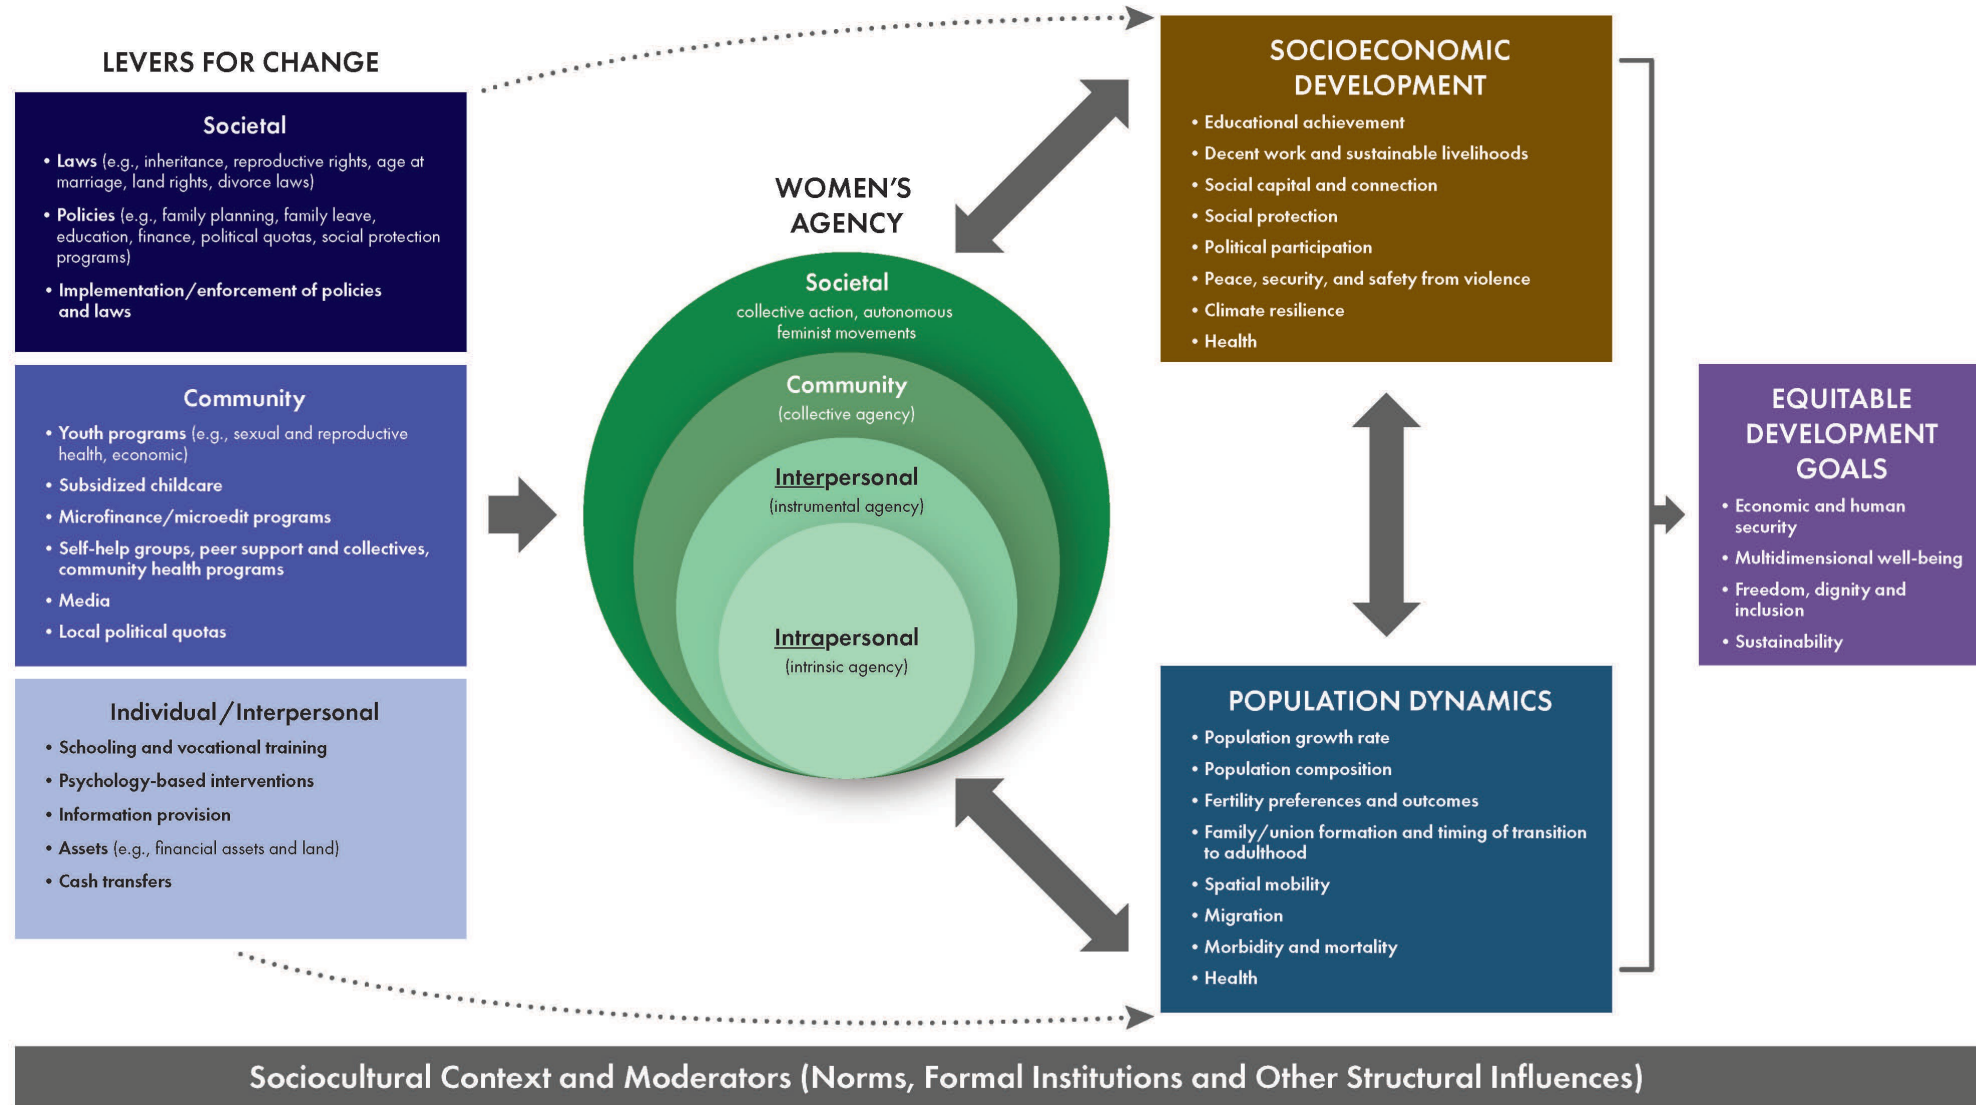 LEVERS FOR CHANGE
Societal
• Laws (e.g., inheritance, reproductive rights, age at
marriage, land rights, divorce laws)
• Policies (e.g., family planning, family leave,
education, finance, political quotas, social protection
programs)
• Implementation/enforcement of policies
and laws
Community
• Youth programs (e.g., sexual and reproductive
health, economic)
• Subsidized childcare
• Microfinance/microedit programs
• Self-help groups, peer support and collectives,
community health programs
• Media
• Local political quotas
Individual/Interpersonal
• Schooling and vocational training
• Psychology-based interventions
• Information provision
• Assets (e.g., financial assets and land)
• Cash transfers
WOMEN'S
AGENCY
Societal
collective action, autonomous
feminist movements
Community
(collective agency)
Interpersonal
(instrumental agency)
Intrapersonal
(intrinsic agency)
SOCIOECONOMIC
DEVELOPMENT
• Educational achievement
• Decent work and sustainable livelihoods
• Social capital and connection
• Social protection
• Political participation
• Peace, security, and safety from violence
• Climate resilience
• Health
POPULATION DYNAMICS
• Population growth rate
• Population composition
• Fertility preferences and outcomes
• Family/union formation and timing of transition
to adulthood
• Spatial mobility
• Migration
• Morbidity and mortality
• Health
EQUITABLE
DEVELOPMENT
GOALS
• Economic and human
security
• Multidimensional well-being
• Freedom, dignity and
inclusion
• Sustainability
Sociocultural Context and Moderators (Norms, Formal Institutions and Other Structural Influences)